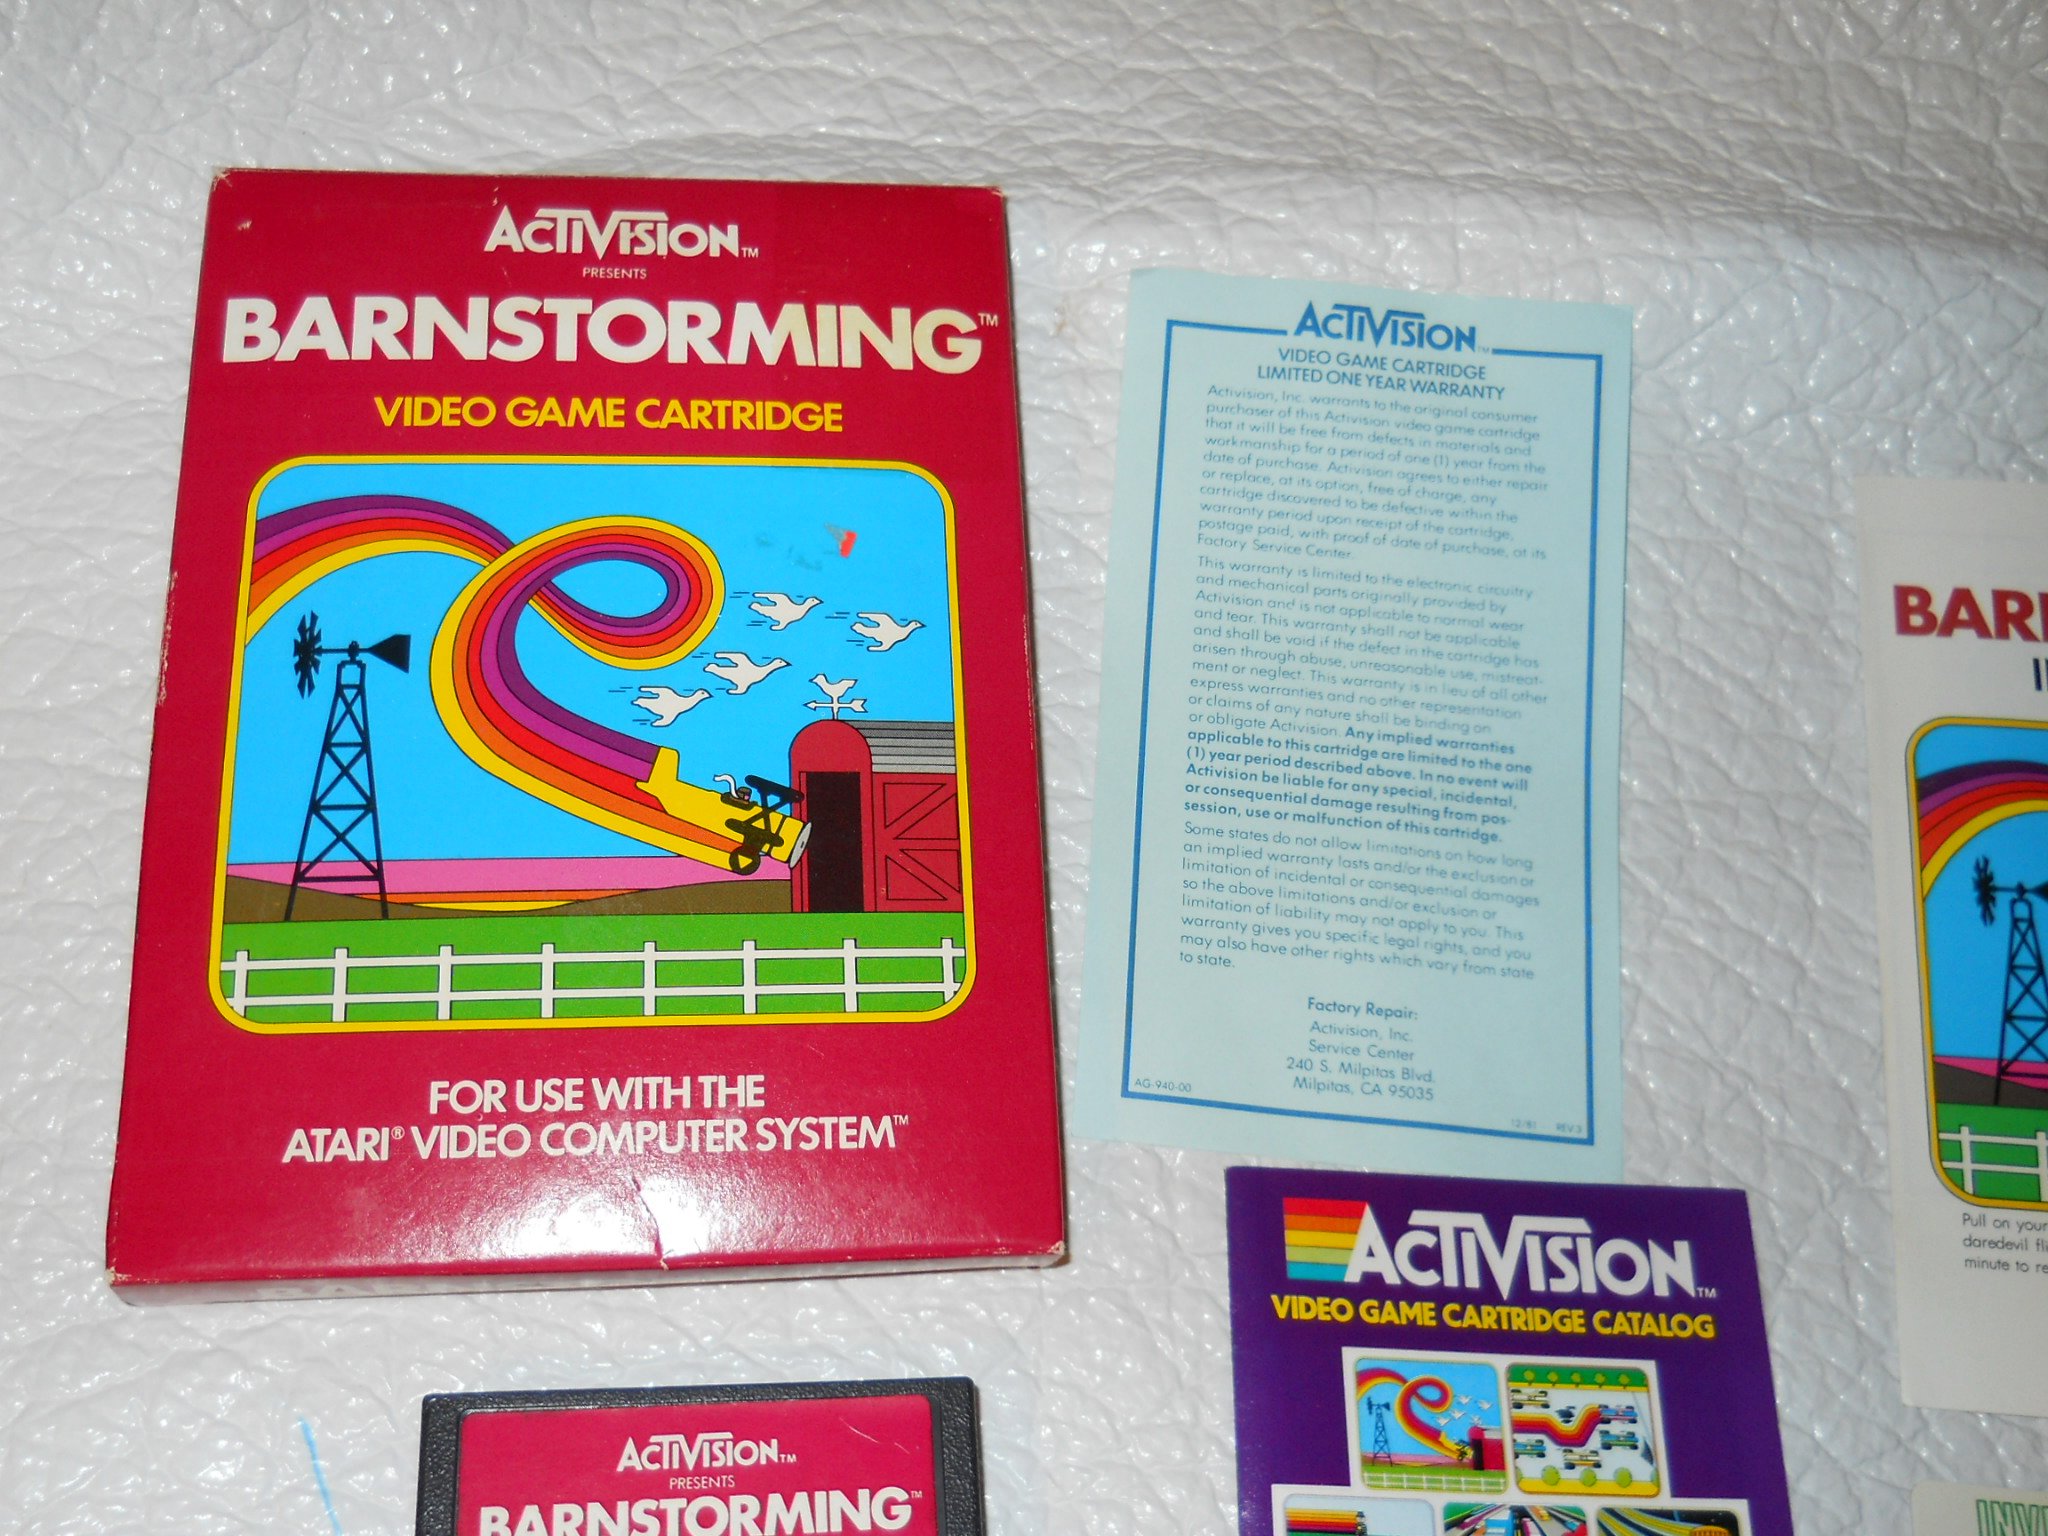 ACTIVISION™
PRESENTS
BARNSTORMING™
VIDEO GAME CARTRIDGE
FOR USE WITH THE
ATARI® VIDEO COMPUTER SYSTEM™
ACTIVISION™
VIDEO GAME CARTRIDGE
LIMITED ONE YEAR WARRANTY
Activision, Inc. warrants to the original consumer
purchaser of this Activision video game cartridge
that it will be free from defects in materials and
workmanship for a period of one (1) year from the
date of purchase. Activision agrees to either repair
or replace, at its option, free of charge, any
cartridge discovered to be defective within the
warranty period upon receipt of the cartridge,
postage paid, with proof of date of purchase, at its
Factory Service Center.
This warranty is limited to the electronic circuitry
and mechanical parts originally provided by
Activision and is not applicable to normal wear
and tear. This warranty shall not be applicable
and shall be void if the defect in the cartridge has
arisen through abuse, unreasonable use, mistreat-
ment or neglect. This warranty is in lieu of all other
express warranties and no other representation
or claims of any nature shall be binding on
or obligate Activision. Any implied warranties
applicable to this cartridge are limited to the one
(1) year period described above. In no event will
Activision be liable for any special, incidental,
or consequential damage resulting from pos-
session, use or malfunction of this cartridge.
Some states do not allow limitations on how long
an implied warranty lasts and/or the exclusion or
limitation of incidental or consequential damages
so the above limitations and/or exclusion or
limitation of liability may not apply to you. This
warranty gives you specific legal rights, and you
may also have other rights which vary from state
to state.
Factory Repair:
Activision, Inc.
Service Center
240 S. Milpitas Blvd.
Milpitas, CA 95035
AG-940-00
12/81 REV.3
BAR
Pull on your
daredevil fli
minute to re
ACTIVISION™
VIDEO GAME CARTRIDGE CATALOG
ACTIVISION™
PRESENTS
BARNSTORMING™